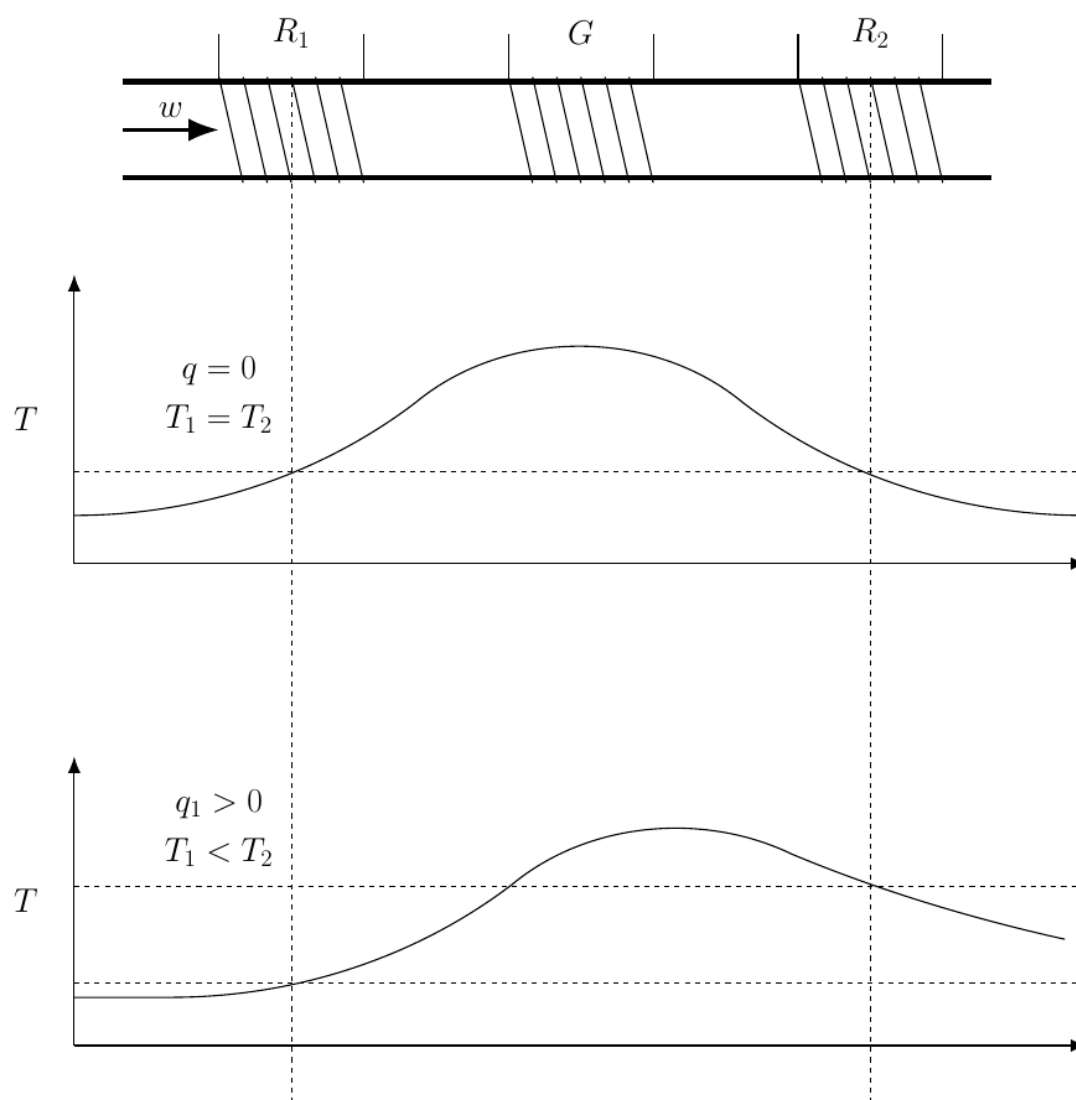 R₁ G R₂
w
q = 0
T₁ = T₂
T
q₁ > 0
T₁ < T₂
T